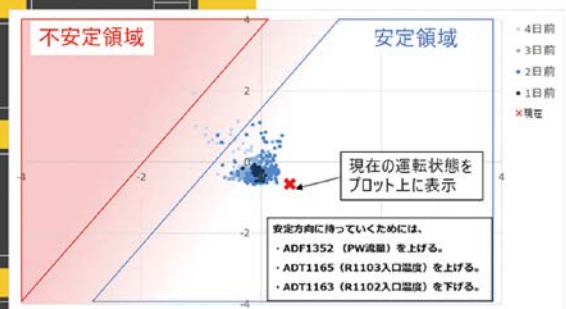 不安定領域
安定領域
4日前
3日前
2日前
1日前
現在
4
2
0
-4
-2
4
-2
-4
現在の運転状態を
プロット上に表示
安定方向に持っていくためには、
・ADF1352 (PW流量) を上げる。
・ADT1165 (R1103入口温度) を上げる。
・ADT1163 (R1102入口温度) を下げる。